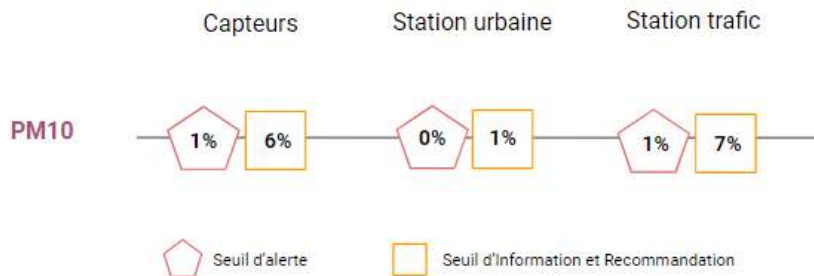 Capteurs Station urbaine Station trafic
PM10 1% 6% 0% 1% 1% 7%
Seuil d'alerte Seuil d'Information et Recommandation